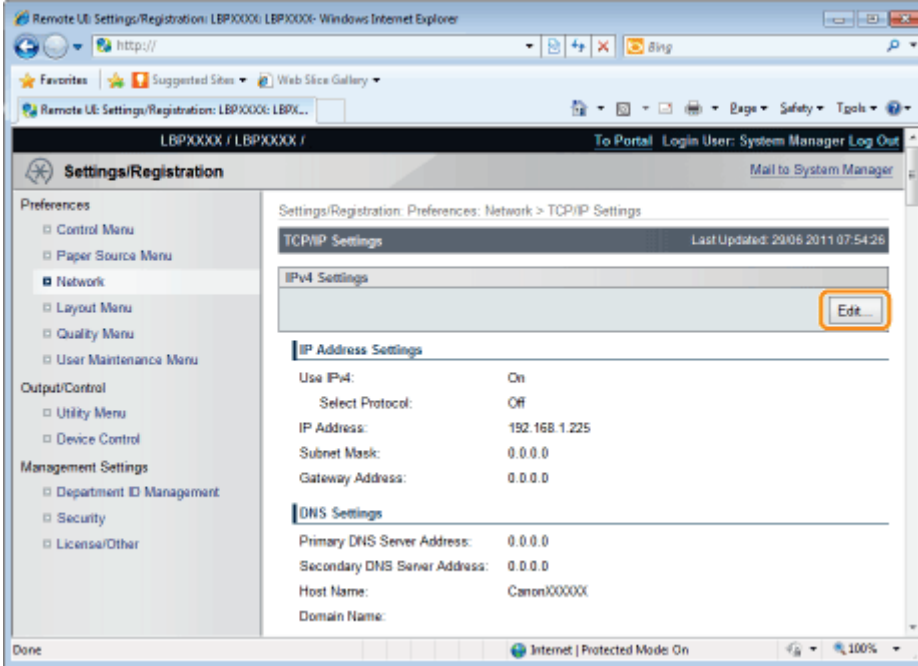 Remote UI: Settings/Registration: LBPXXXX: LBPXXXX- Windows Internet Explorer
http://
Bing
Favorites Suggested Sites Web Slice Gallery
Remote UI: Settings/Registration: LBPXXXX: LBPX...
Page Safety Tools
LBPXXXX / LBPXXXX /
To Portal Login User: System Manager Log Out
Settings/Registration
Mail to System Manager
Preferences
Control Menu
Paper Source Menu
Network
Layout Menu
Quality Menu
User Maintenance Menu
Output/Control
Utility Menu
Device Control
Management Settings
Department ID Management
Security
License/Other
Settings/Registration: Preferences: Network > TCP/IP Settings
TCP/IP Settings Last Updated: 29/06 2011 07:54:26
IPv4 Settings
Edit...
IP Address Settings
Use IPv4: On
Select Protocol: Off
IP Address: 192.168.1.225
Subnet Mask: 0.0.0.0
Gateway Address: 0.0.0.0
DNS Settings
Primary DNS Server Address: 0.0.0.0
Secondary DNS Server Address: 0.0.0.0
Host Name: CanonXXXXXX
Domain Name:
Done
Internet | Protected Mode: On
100%